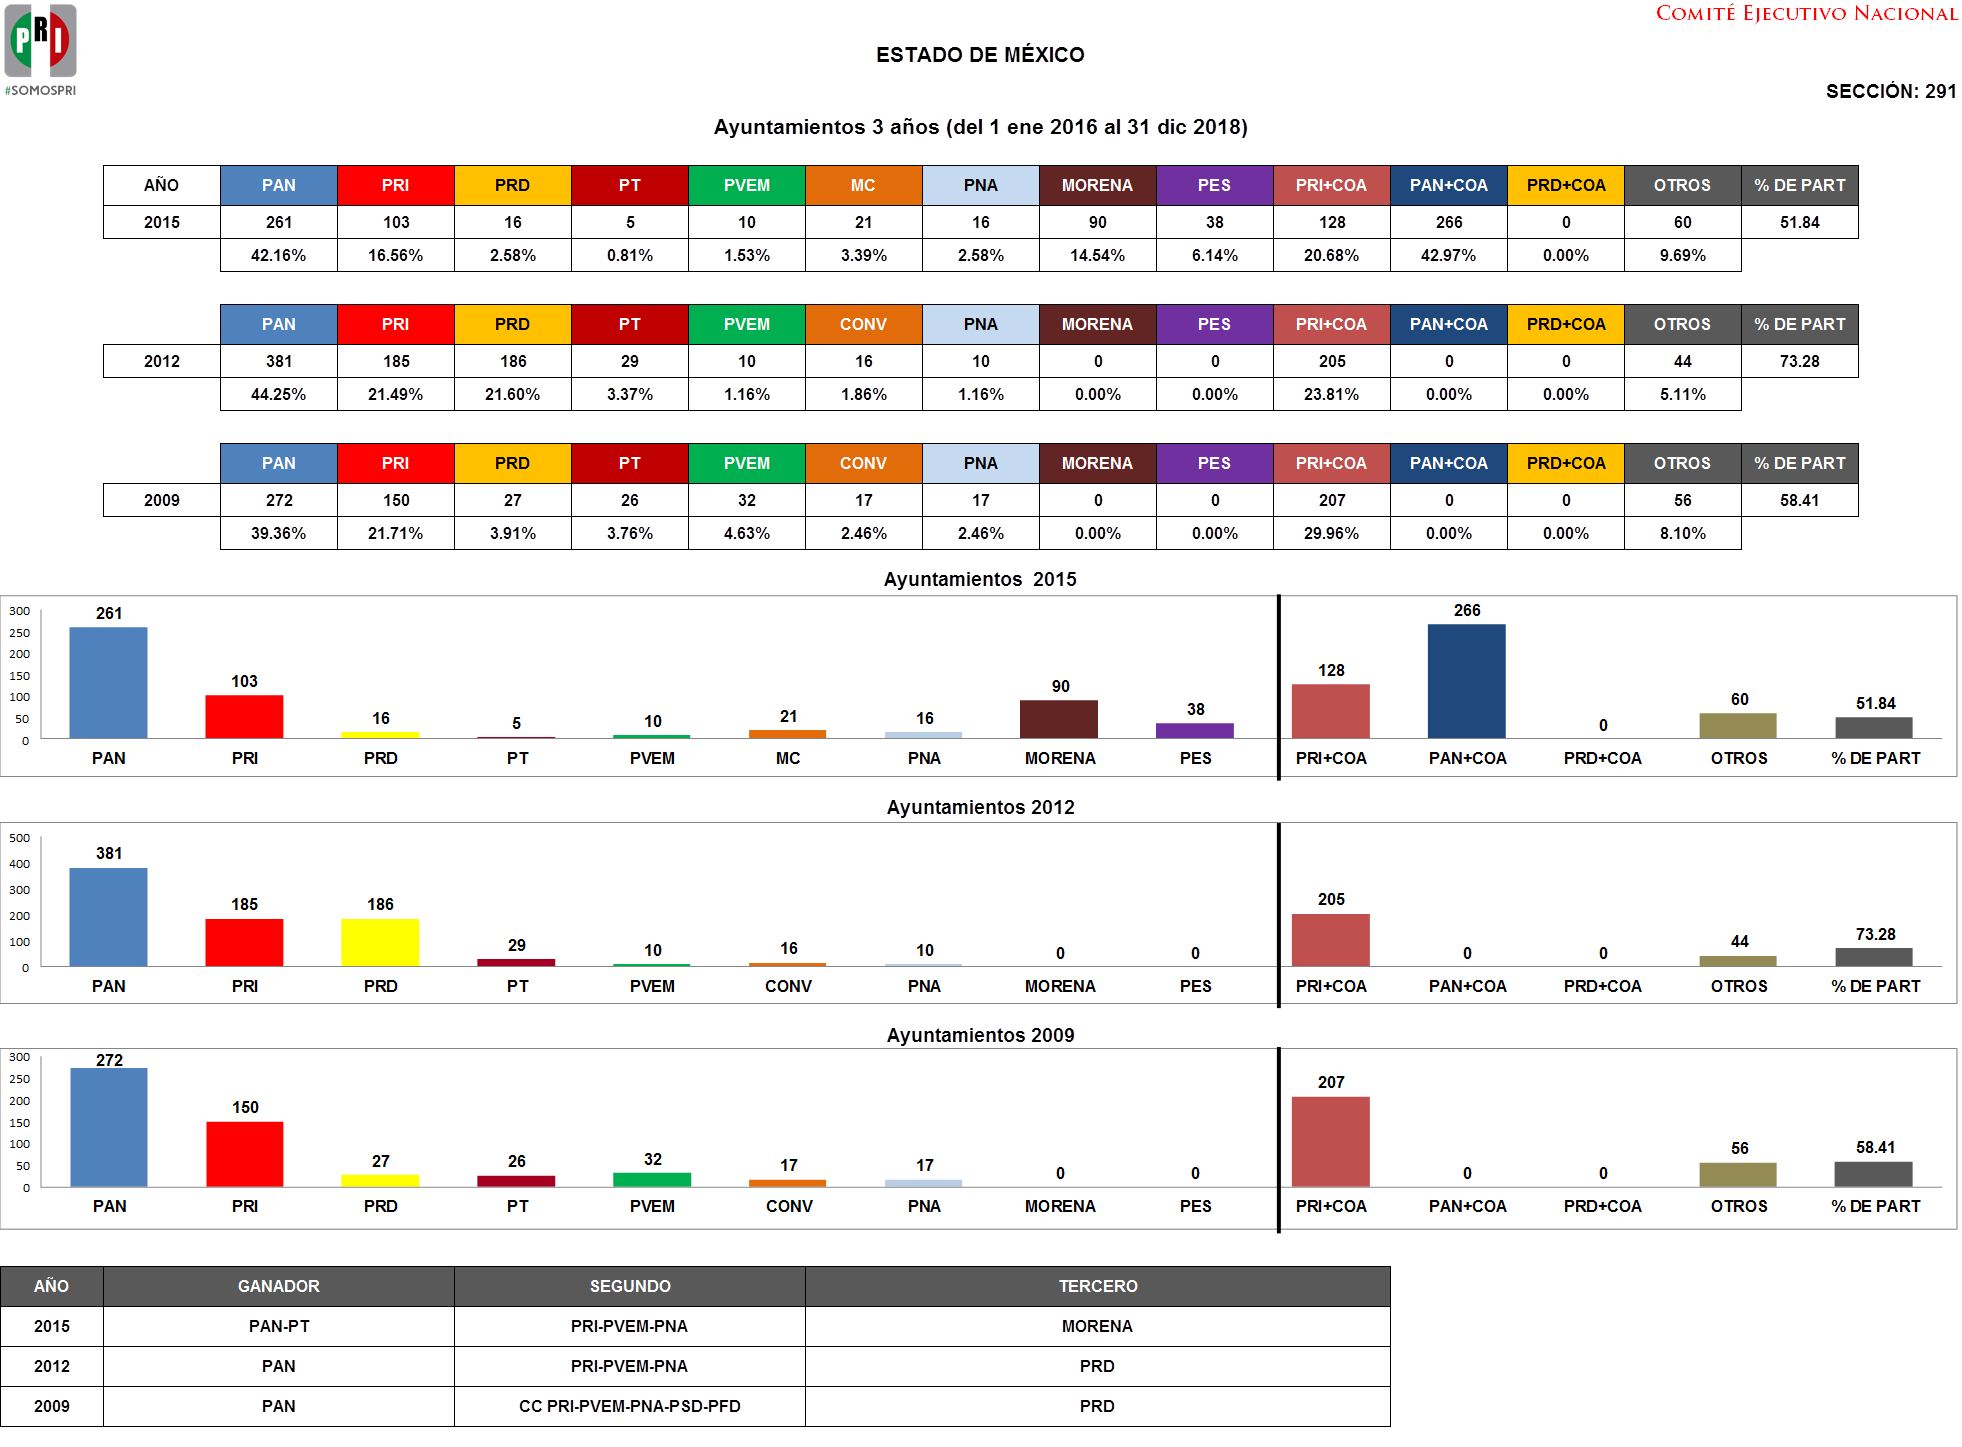 COMITÉ EJECUTIVO NACIONAL
PRI
#SOMOSPRI
ESTADO DE MÉXICO
SECCIÓN: 291
Ayuntamientos 3 años (del 1 ene 2016 al 31 dic 2018)
AÑO PAN PRI PRD PT PVEM MC PNA MORENA PES PRI+COA PAN+COA PRD+COA OTROS % DE PART
2015 261 103 16 5 10 21 16 90 38 128 266 0 60 51.84
42.16% 16.56% 2.58% 0.81% 1.53% 3.39% 2.58% 14.54% 6.14% 20.68% 42.97% 0.00% 9.69%
PAN PRI PRD PT PVEM CONV PNA MORENA PES PRI+COA PAN+COA PRD+COA OTROS % DE PART
2012 381 185 186 29 10 16 10 0 0 205 0 0 44 73.28
44.25% 21.49% 21.60% 3.37% 1.16% 1.86% 1.16% 0.00% 0.00% 23.81% 0.00% 0.00% 5.11%
PAN PRI PRD PT PVEM CONV PNA MORENA PES PRI+COA PAN+COA PRD+COA OTROS % DE PART
2009 272 150 27 26 32 17 17 0 0 207 0 0 56 58.41
39.36% 21.71% 3.91% 3.76% 4.63% 2.46% 2.46% 0.00% 0.00% 29.96% 0.00% 0.00% 8.10%
Ayuntamientos 2015
300
250
200
150
100
50
0
261 103 16 5 10 21 16 90 38 128 266 0 60 51.84
PAN PRI PRD PT PVEM MC PNA MORENA PES PRI+COA PAN+COA PRD+COA OTROS % DE PART
Ayuntamientos 2012
500
400
300
200
100
0
381 185 186 29 10 16 10 0 0 205 0 0 44 73.28
PAN PRI PRD PT PVEM CONV PNA MORENA PES PRI+COA PAN+COA PRD+COA OTROS % DE PART
Ayuntamientos 2009
300
250
200
150
100
50
0
272 150 27 26 32 17 17 0 0 207 0 0 56 58.41
PAN PRI PRD PT PVEM CONV PNA MORENA PES PRI+COA PAN+COA PRD+COA OTROS % DE PART
AÑO GANADOR SEGUNDO TERCERO
2015 PAN-PT PRI-PVEM-PNA MORENA
2012 PAN PRI-PVEM-PNA PRD
2009 PAN CC PRI-PVEM-PNA-PSD-PFD PRD